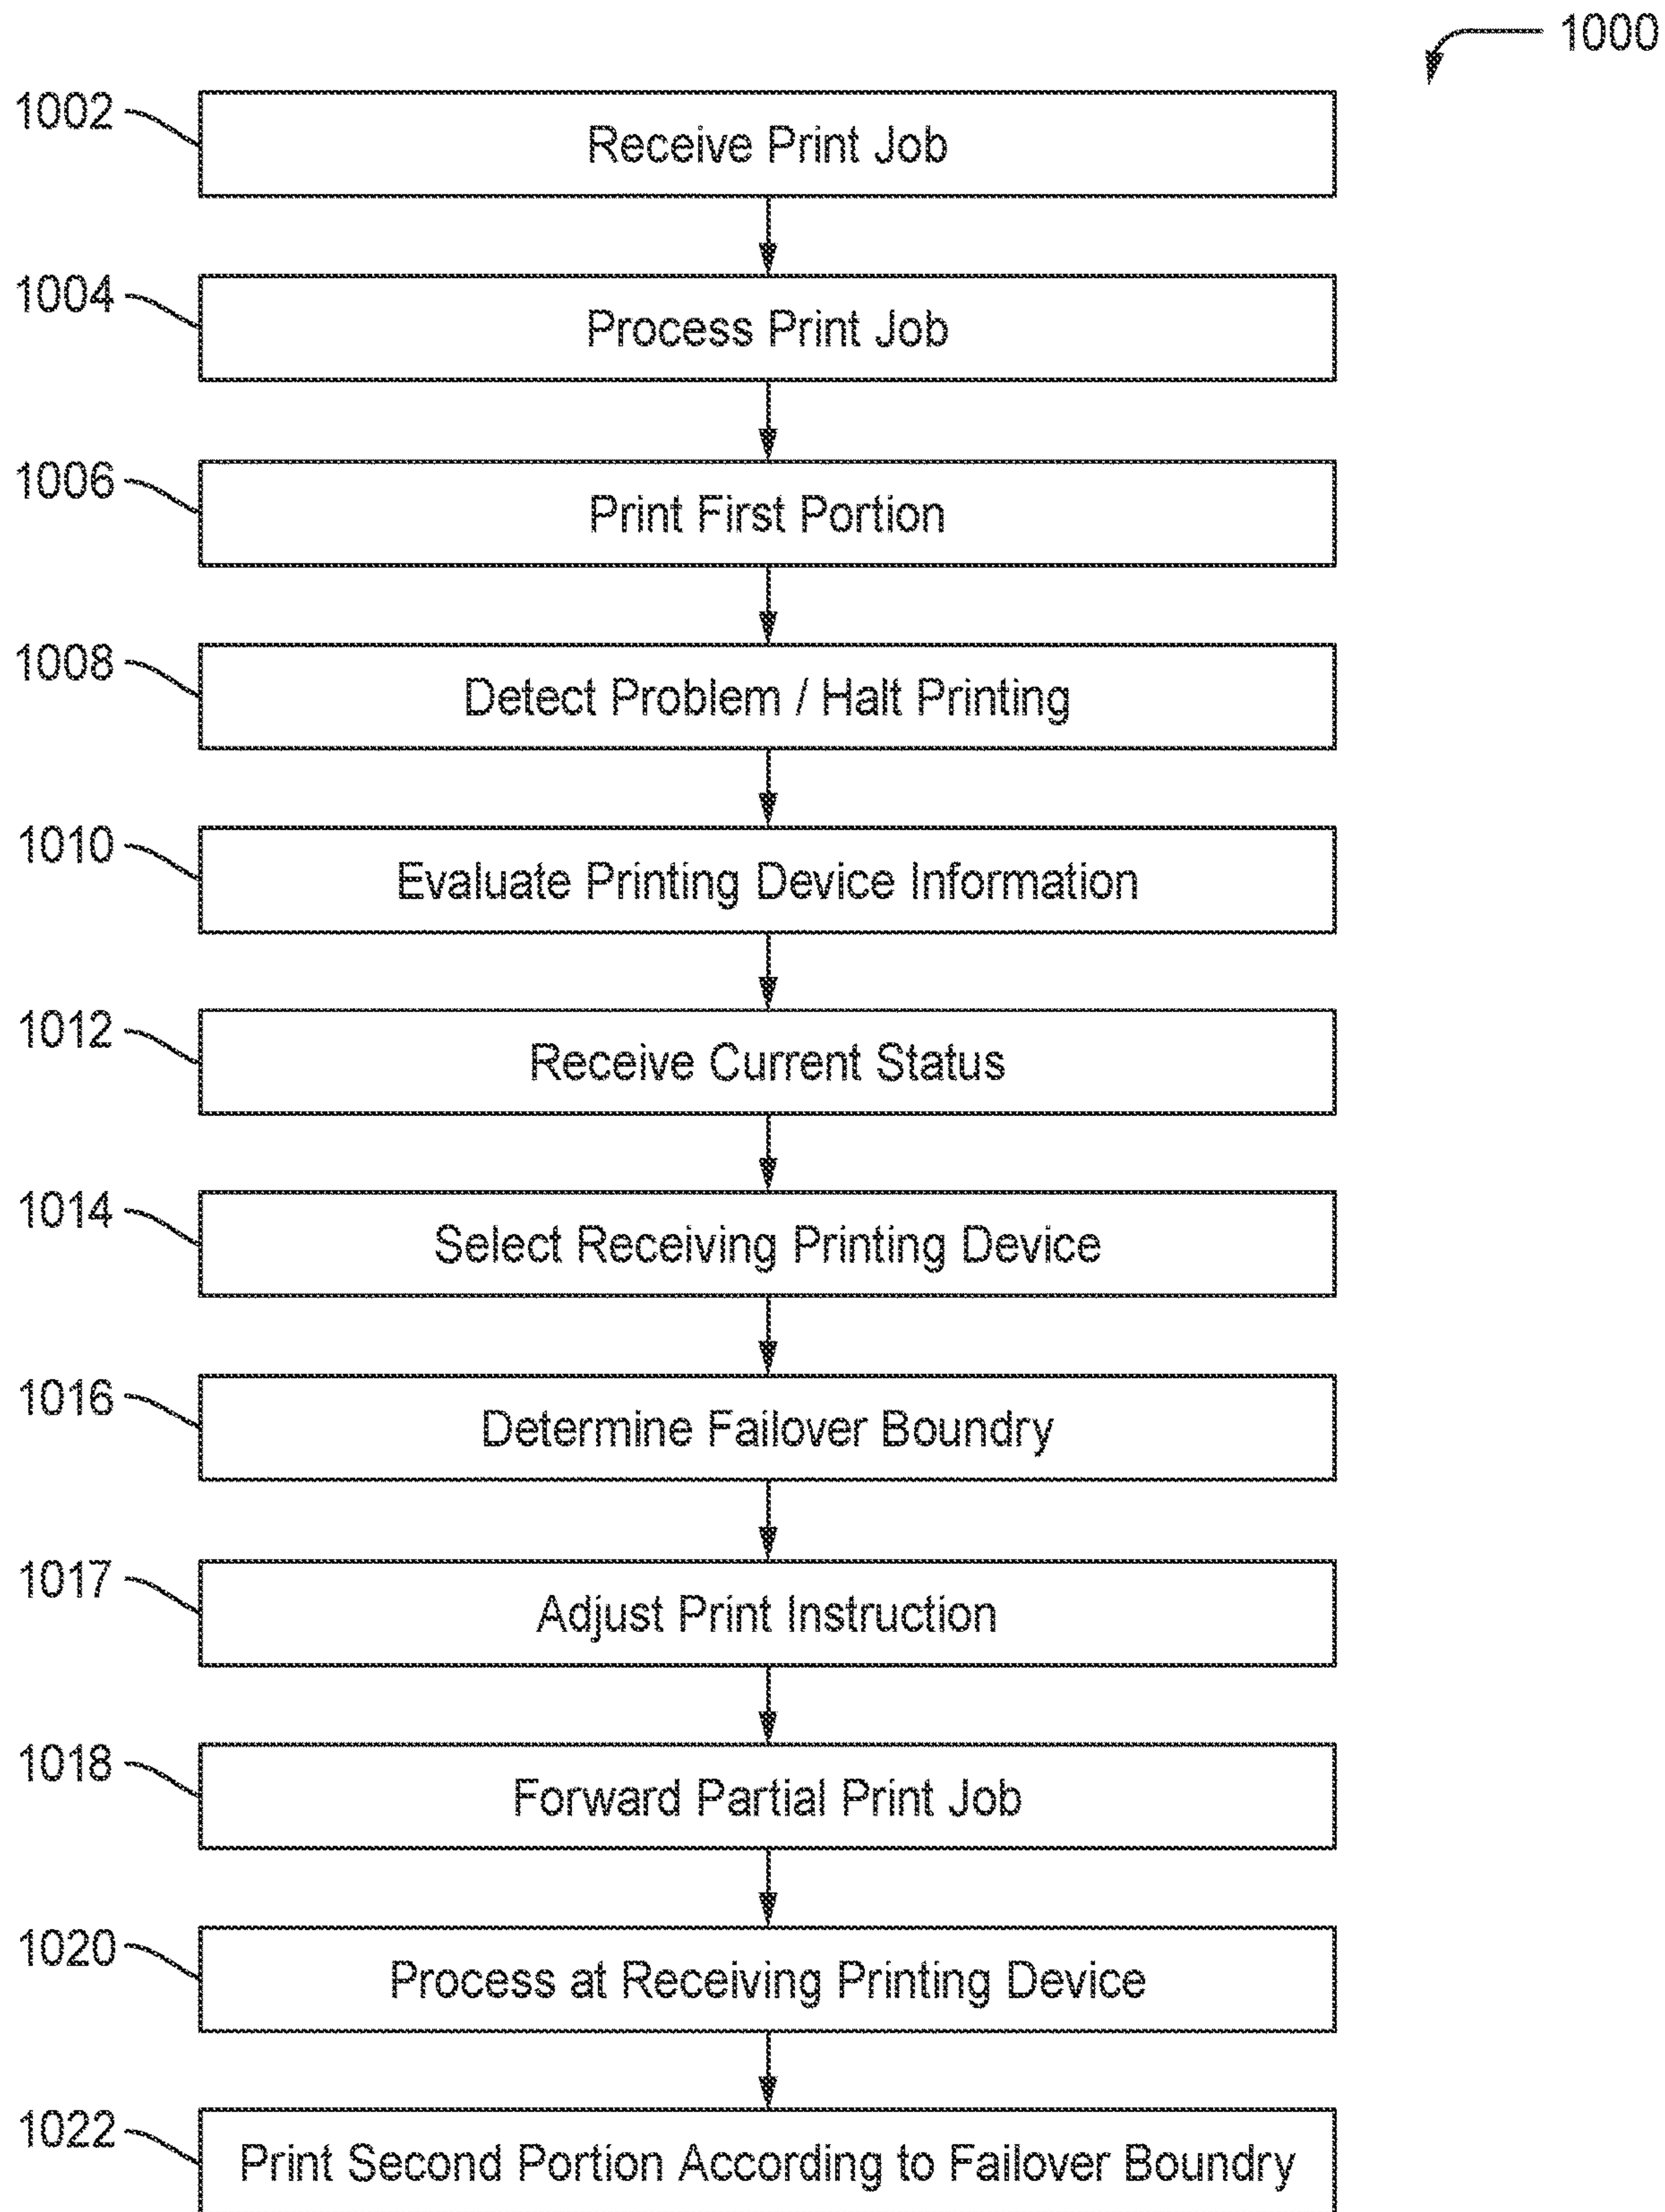 1000
1002 Receive Print Job
1004 Process Print Job
1006 Print First Portion
1008 Detect Problem / Halt Printing
1010 Evaluate Printing Device Information
1012 Receive Current Status
1014 Select Receiving Printing Device
1016 Determine Failover Boundry
1017 Adjust Print Instruction
1018 Forward Partial Print Job
1020 Process at Receiving Printing Device
1022 Print Second Portion According to Failover Boundry